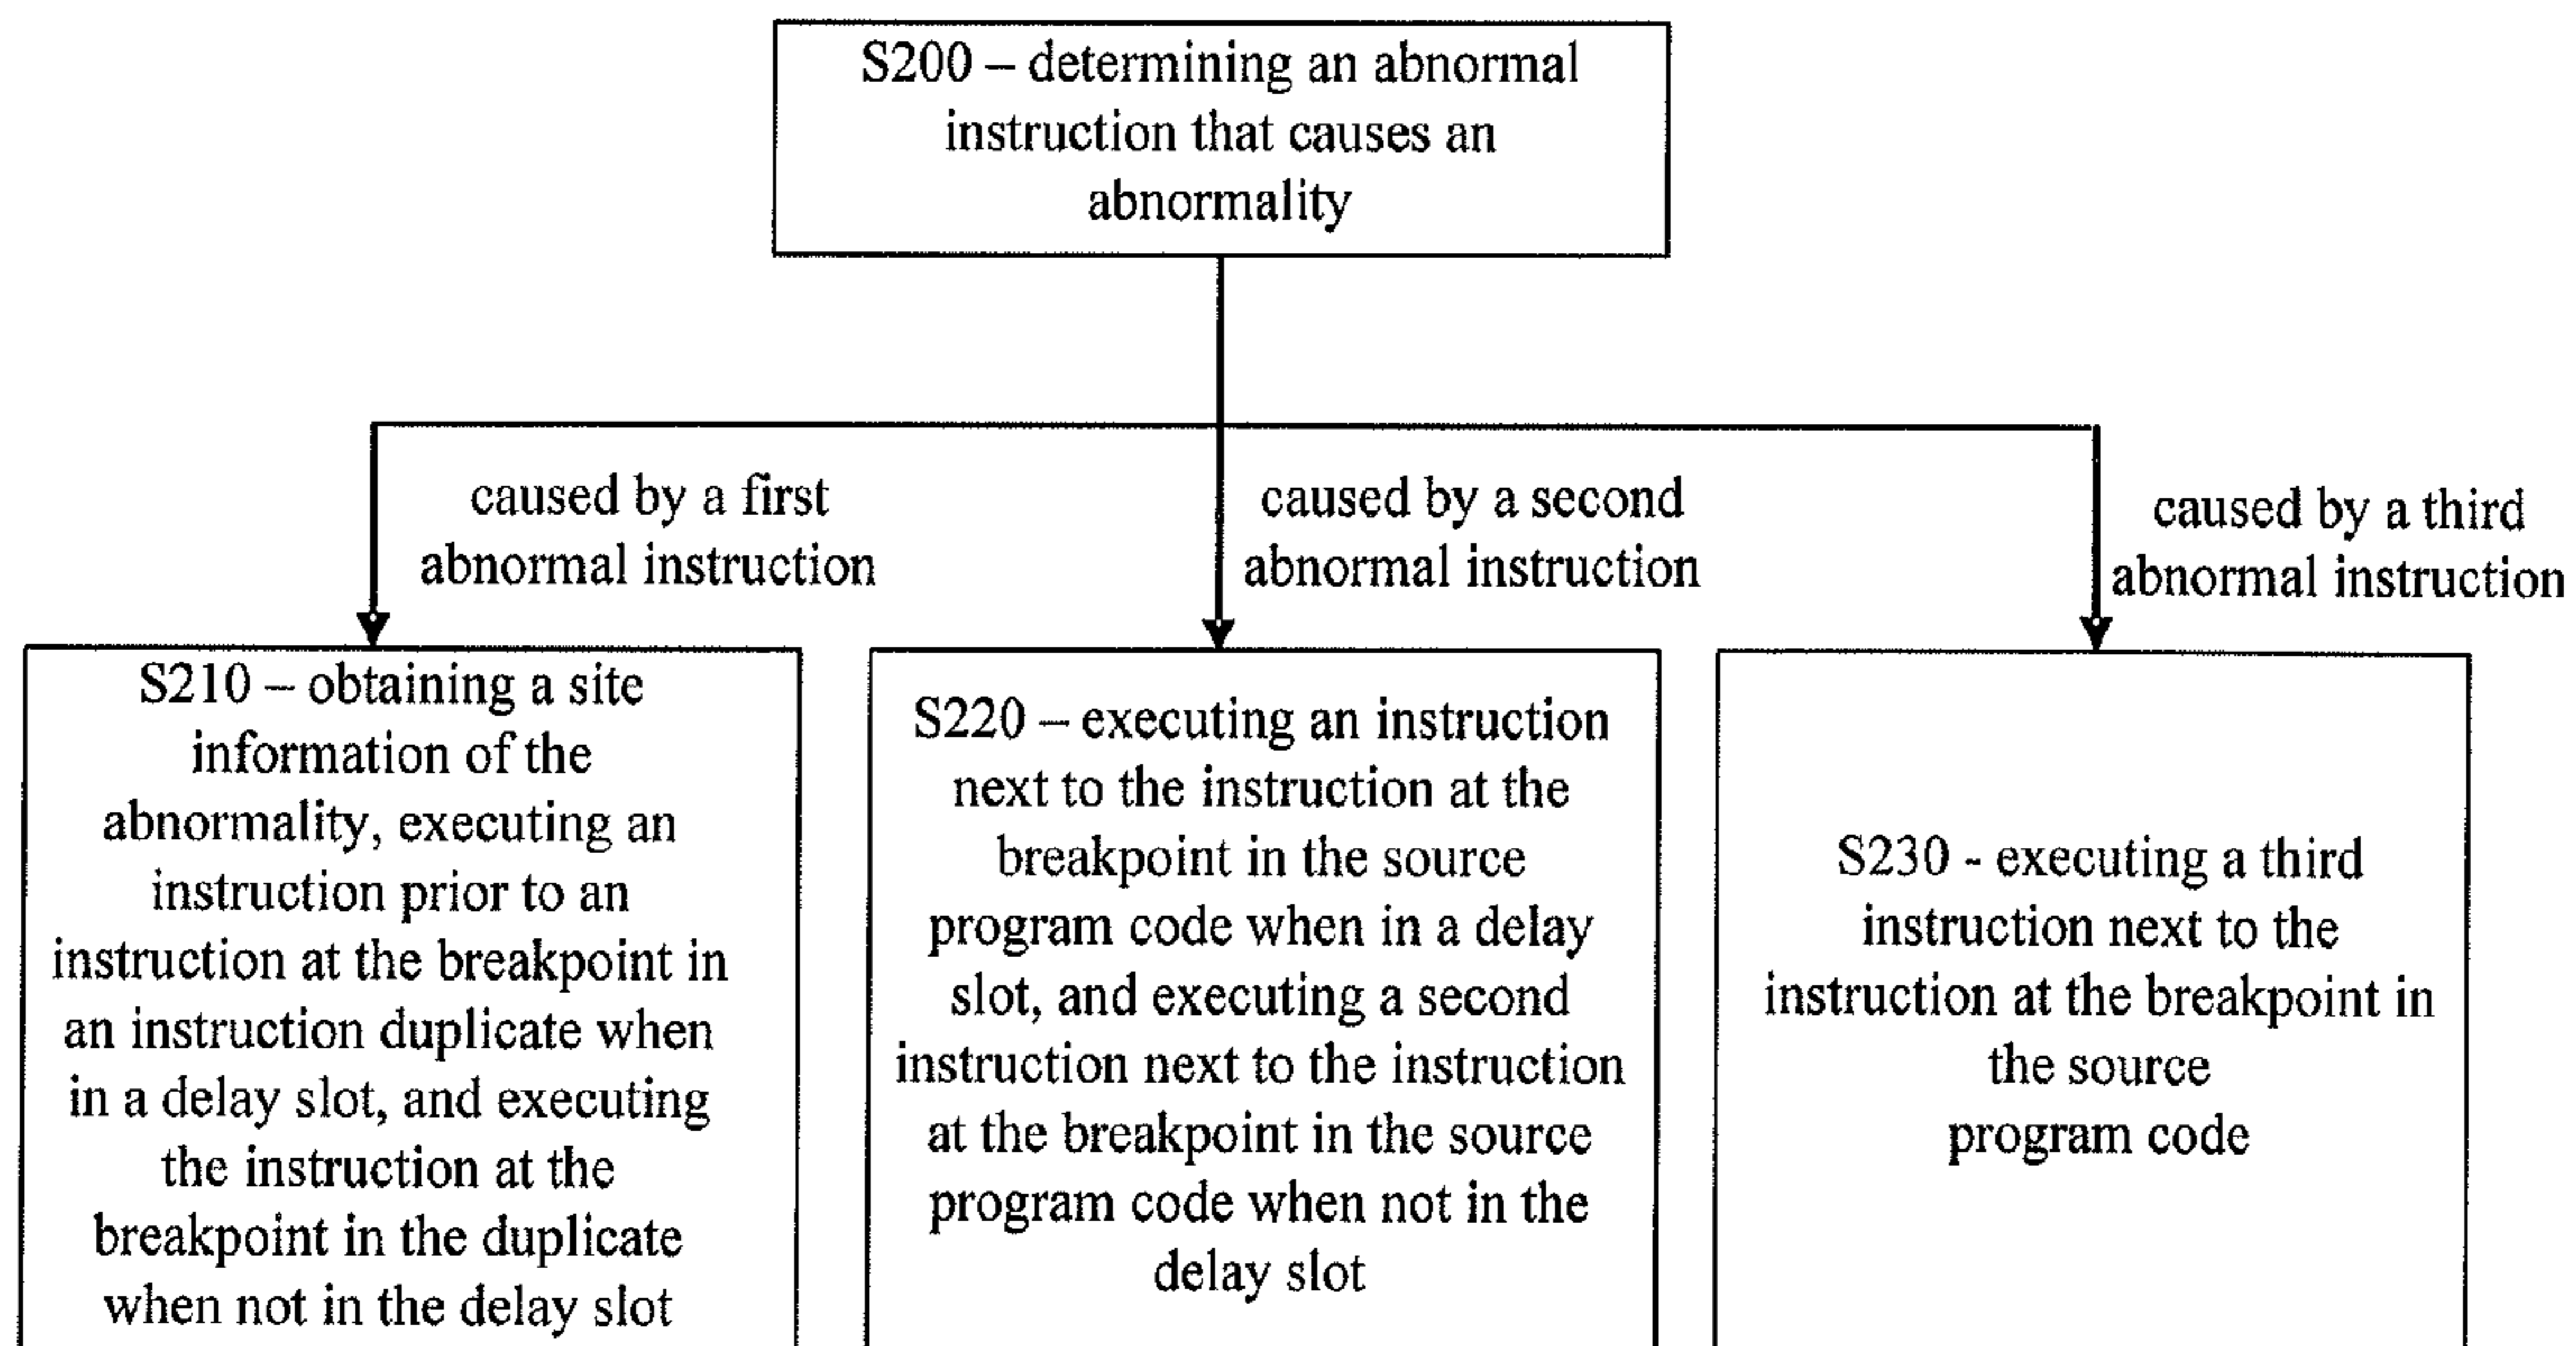 S200 – determining an abnormal
instruction that causes an
abnormality
caused by a first
abnormal instruction
caused by a second
abnormal instruction
caused by a third
abnormal instruction
S210 – obtaining a site
information of the
abnormality, executing an
instruction prior to an
instruction at the breakpoint in
an instruction duplicate when
in a delay slot, and executing
the instruction at the
breakpoint in the duplicate
when not in the delay slot
S220 – executing an instruction
next to the instruction at the
breakpoint in the source
program code when in a delay
slot, and executing a second
instruction next to the instruction
at the breakpoint in the source
program code when not in the
delay slot
S230 - executing a third
instruction next to the
instruction at the breakpoint in
the source
program code